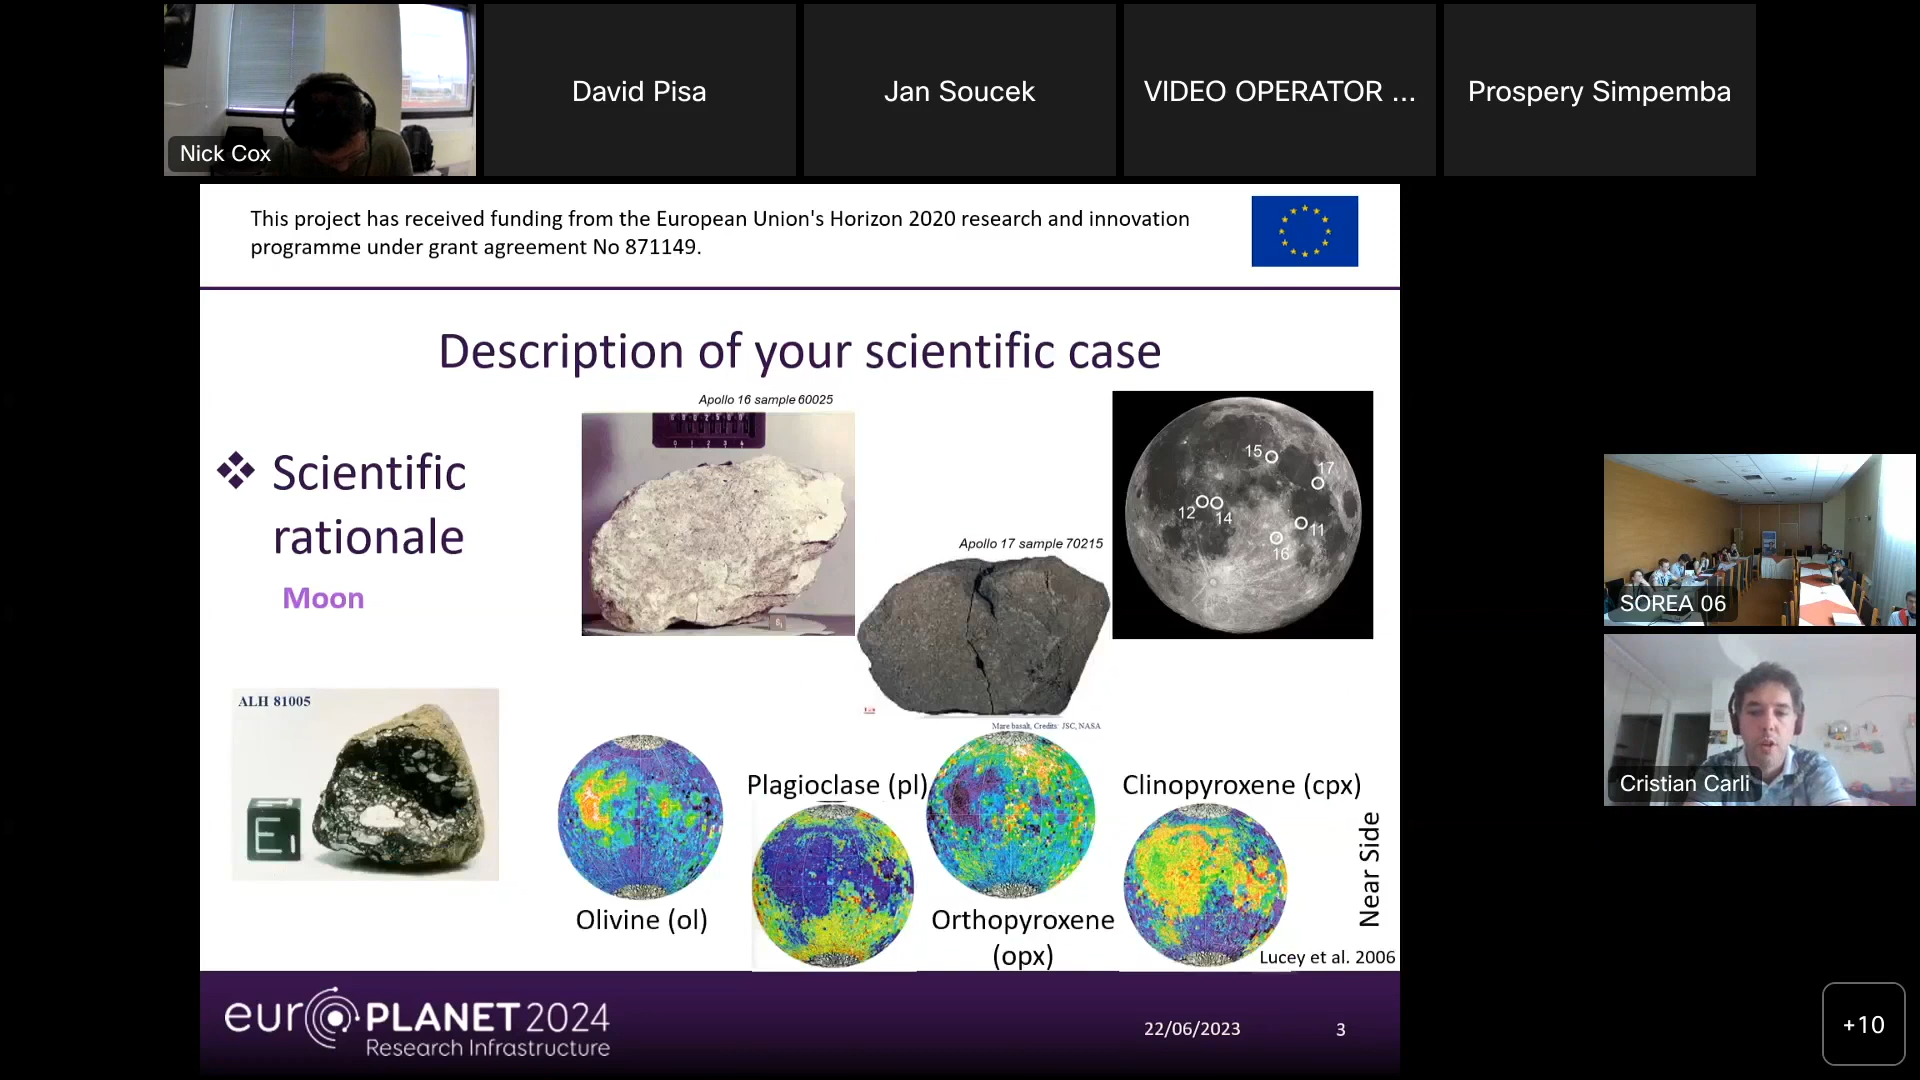 David Pisa
Jan Soucek
VIDEO OPERATOR ...
Prospery Simpemba
Nick Cox
This project has received funding from the European Union's Horizon 2020 research and innovation
programme under grant agreement No 871149.
Description of your scientific case
Apollo 16 sample 60025
Scientific
rationale
Moon
Apollo 17 sample 70215
15
17
12
14
11
16
SOREA 06
ALH 81005
E1
Mare basalt, Credits: JSC, NASA
Plagioclase (pl)
Clinopyroxene (cpx)
Cristian Carli
Near Side
Olivine (ol)
Orthopyroxene
(opx)
Lucey et al. 2006
euroPLANET 2024
Research Infrastructure
22/06/2023
3
+10